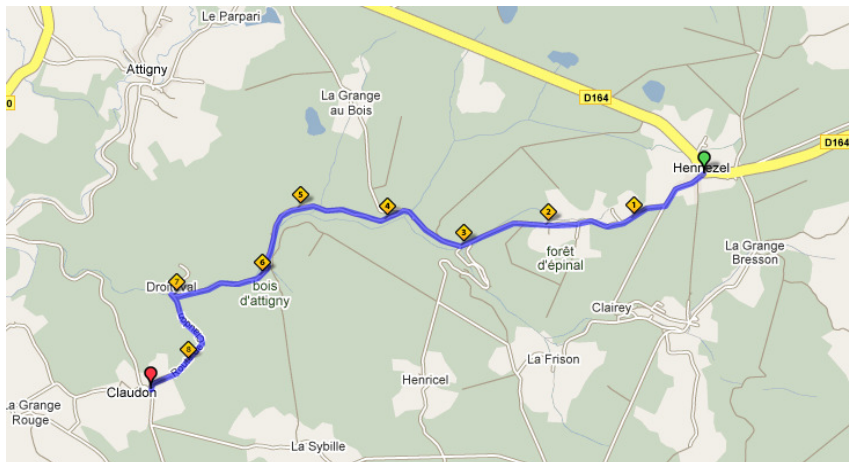 Le Parpari
Attigny
0
La Grange
au Bois
D164
D164
Hennezel
1
2
3
4
5
6
7
8
forêt
d'épinal
La Grange
Bresson
bois
d'attigny
Clairey
La Frison
Henricel
Claudon
La Grange
Rouge
La Sybille